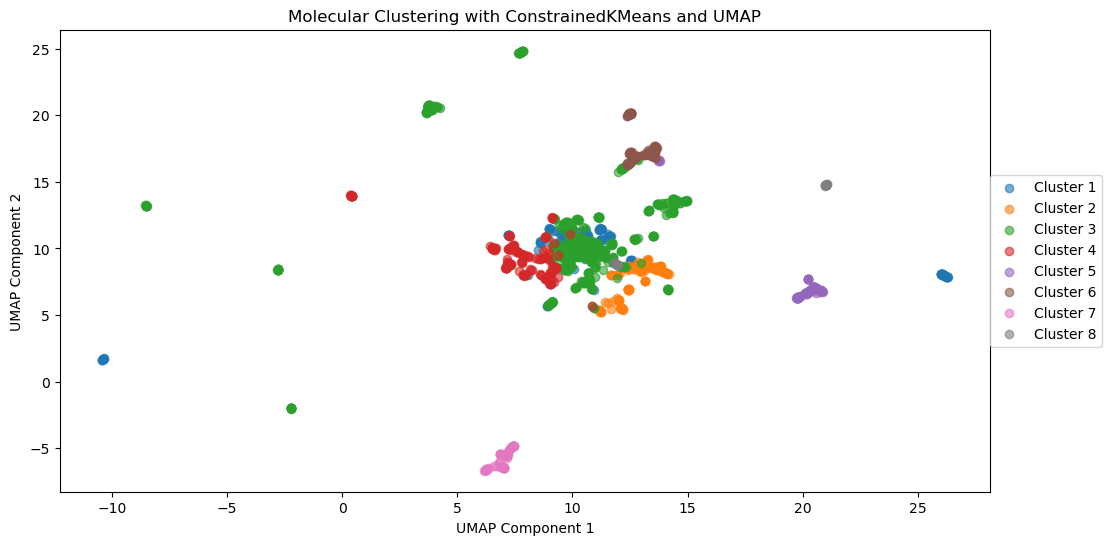 Molecular Clustering with ConstrainedKMeans and UMAP
UMAP Component 2
25
20
15
10
5
0
−5
−10
−5
0
5
10
15
20
25
UMAP Component 1
Cluster 1
Cluster 2
Cluster 3
Cluster 4
Cluster 5
Cluster 6
Cluster 7
Cluster 8